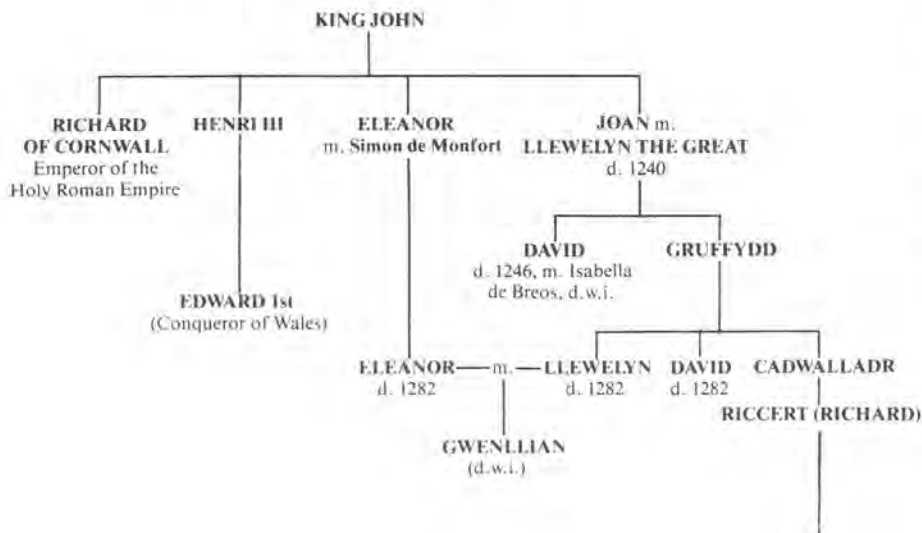 KING JOHN
RICHARD
OF CORNWALL
Emperor of the
Holy Roman Empire
HENRI III
ELEANOR
m. Simon de Monfort
JOAN m.
LLEWELYN THE GREAT
d. 1240
DAVID
d. 1246, m. Isabella
de Breos, d.w.i.
GRUFFYDD
EDWARD 1st
(Conqueror of Wales)
ELEANOR — m. — LLEWELYN
d. 1282
d. 1282
DAVID
d. 1282
CADWALLADR
RICCERT (RICHARD)
GWENLLIAN
(d.w.i.)